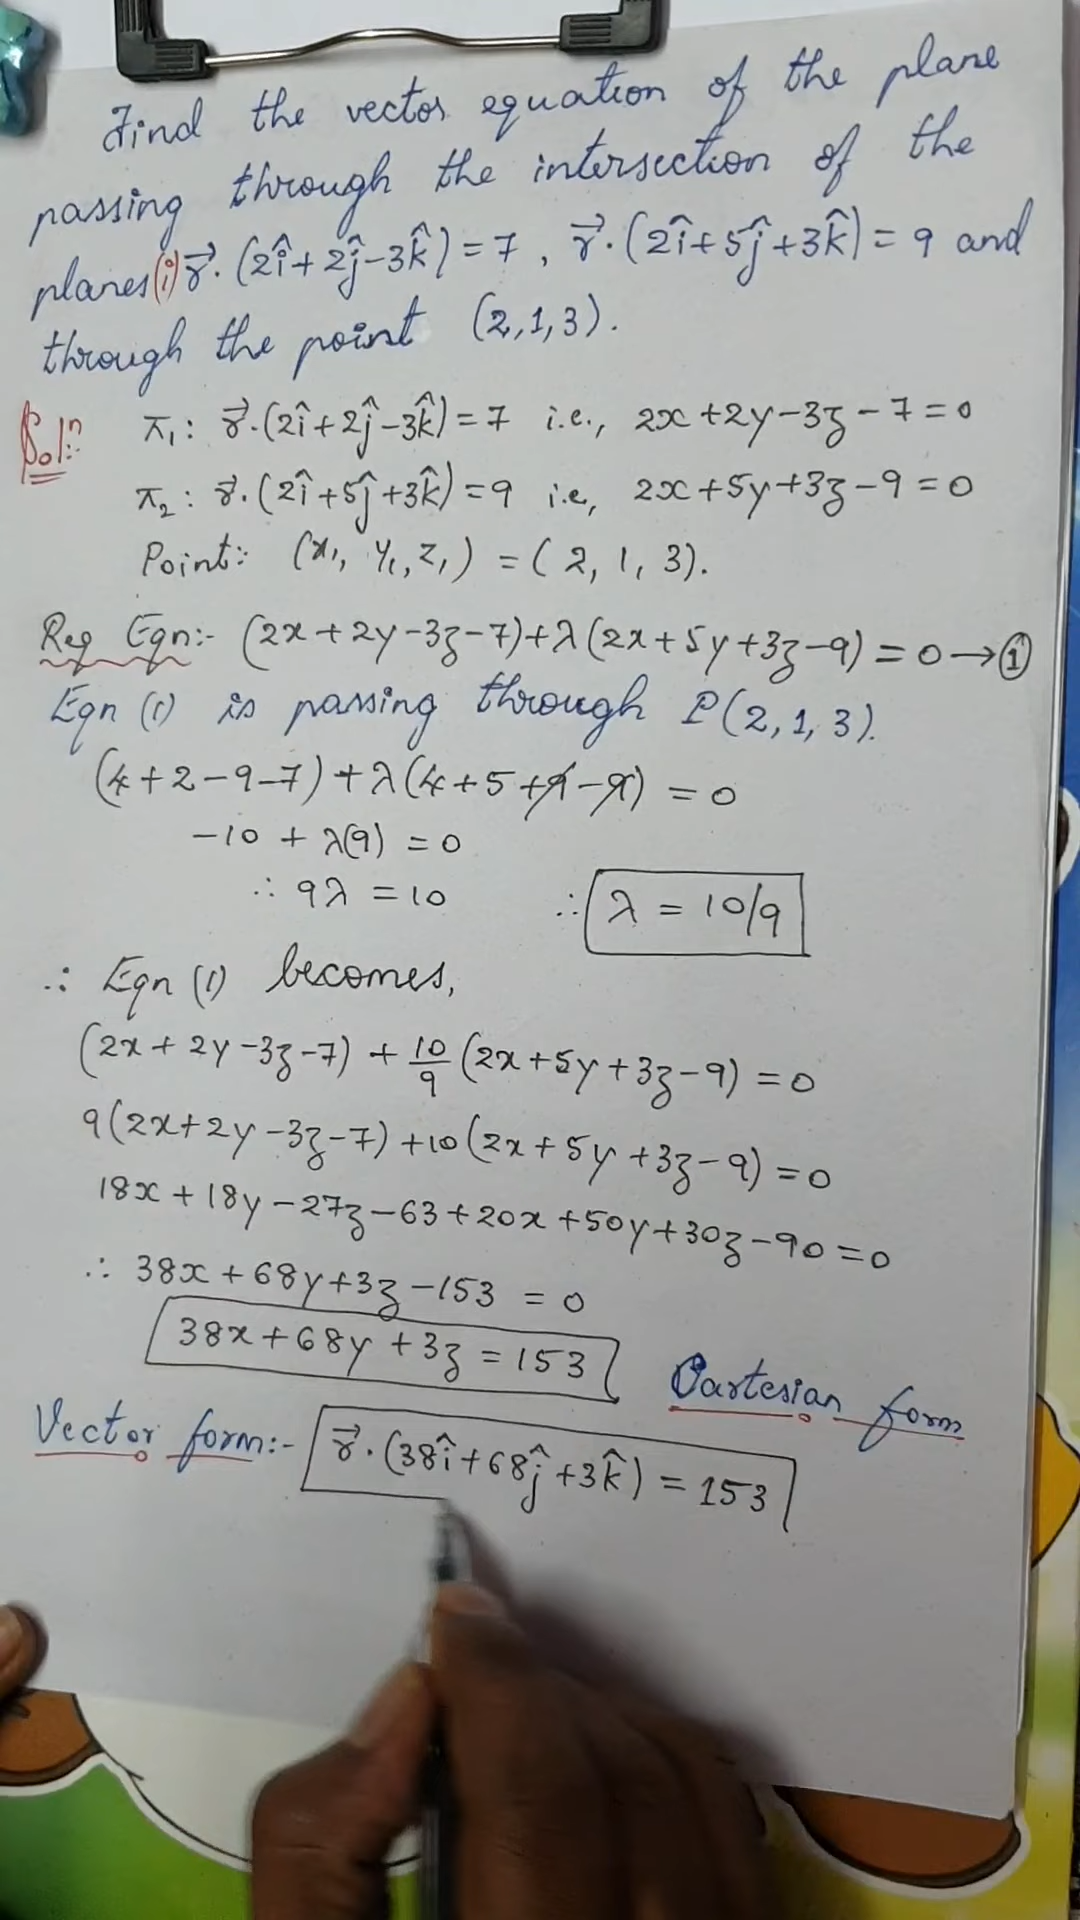 Find the vector equation of the plane
passing through the intersection of the
planes (i) r⃗.(2î+2ĵ-3k̂)=7, r⃗.(2î+5ĵ+3k̂)=9 and
through the point (2,1,3).
Solⁿ: π₁: r⃗.(2î+2ĵ-3k̂)=7 i.e., 2x+2y-3z-7=0
π₂: r⃗.(2î+5ĵ+3k̂)=9 i.e, 2x+5y+3z-9=0
Point:- (x₁, y₁, z₁) = (2, 1, 3).
Req Eqn:- (2x+2y-3z-7)+λ(2x+5y+3z-9)=0→①
Eqn (1) is passing through P(2,1,3).
(4+2-9-7)+λ(4+5+9-9) = 0
-10 + λ(9) = 0
∴ 9λ = 10 ∴ λ = 10/9
∴ Eqn (1) becomes,
(2x+2y-3z-7) + 10/9 (2x+5y+3z-9) = 0
9(2x+2y-3z-7)+10(2x+5y+3z-9)=0
18x+18y-27z-63+20x+50y+30z-90=0
∴ 38x+68y+3z-153 = 0
38x+68y+3z=153 Cartesian form
Vector form:- r⃗.(38î+68ĵ+3k̂) = 153